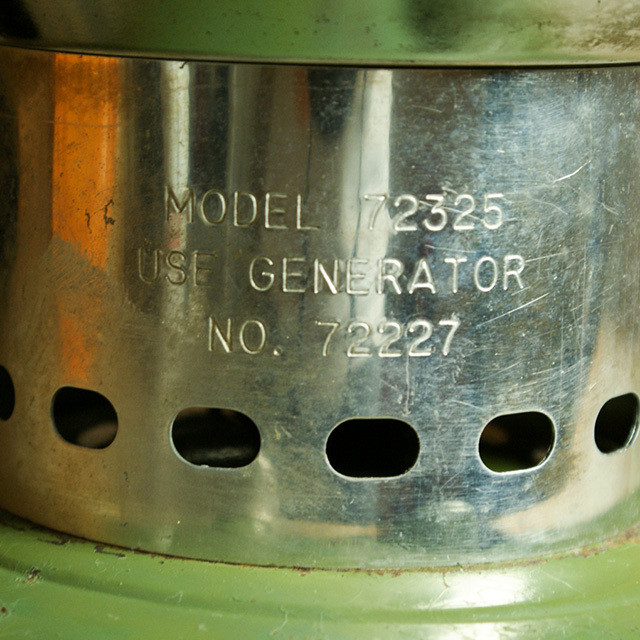 MODEL 72325
USE GENERATOR
NO. 72227